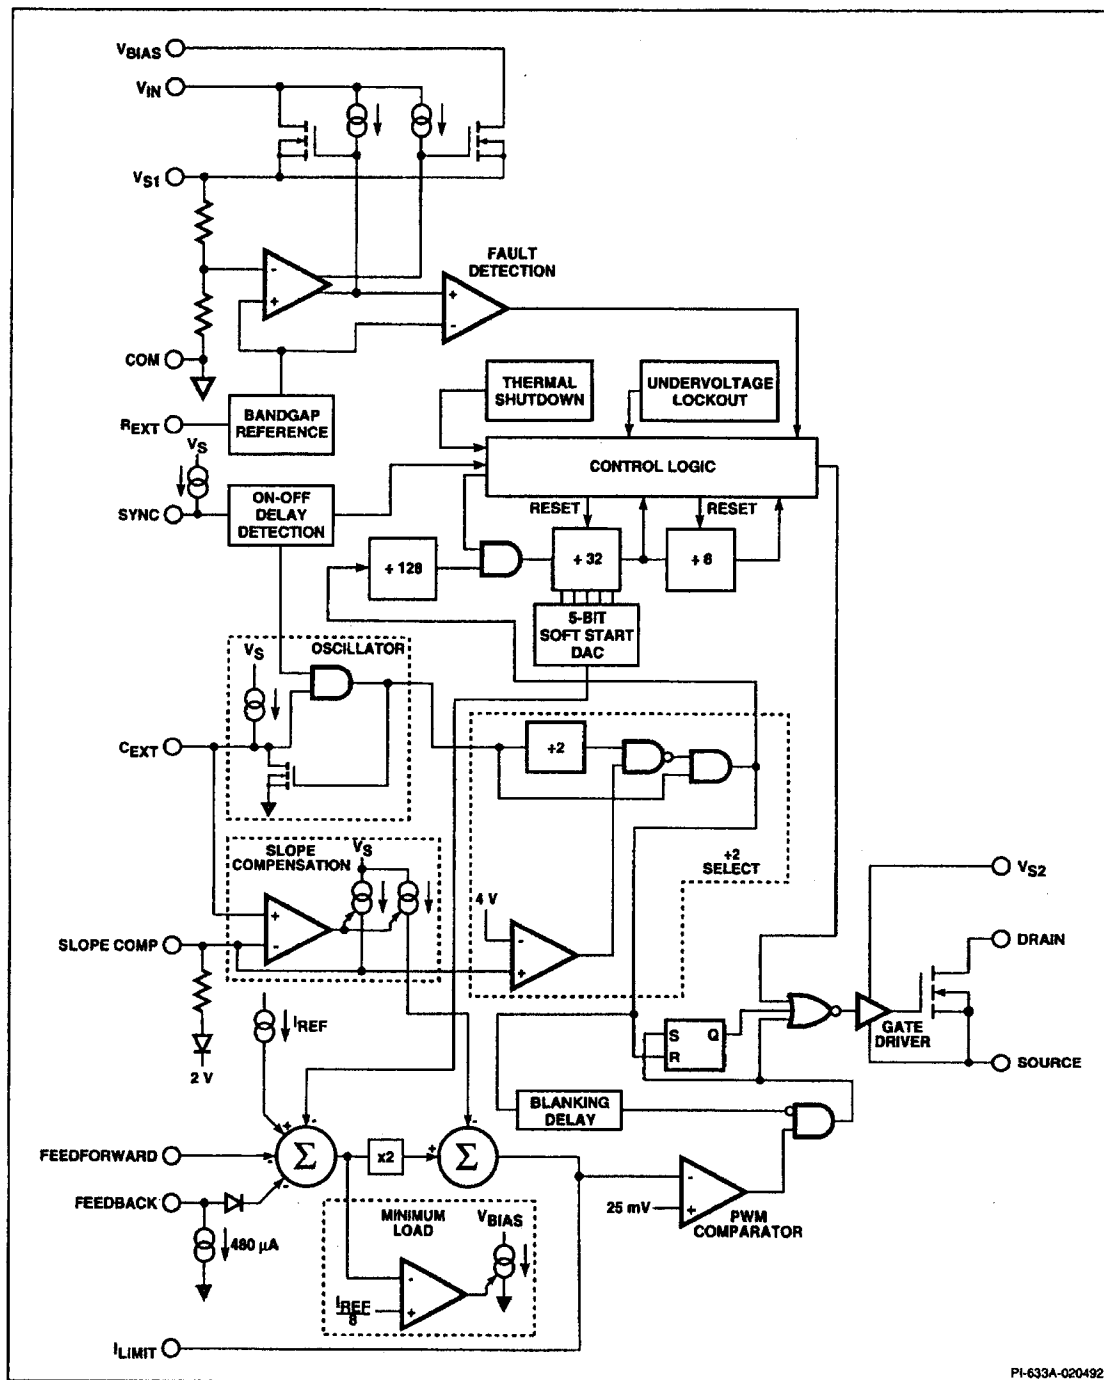 VBIAS
VIN
VS1
FAULT
DETECTION
-
+
+
-
COM
THERMAL
SHUTDOWN
UNDERVOLTAGE
LOCKOUT
REXT
BANDGAP
REFERENCE
VS
CONTROL LOGIC
SYNC
ON-OFF
DELAY
DETECTION
RESET
RESET
÷ 128
÷ 32
÷ 8
5-BIT
SOFT START
DAC
OSCILLATOR
VS
CEXT
÷2
SLOPE
COMPENSATION
VS
÷2
SELECT
VS2
4 V
+
-
-
+
SLOPE COMP
DRAIN
IREF
S
Q
R
GATE
DRIVER
SOURCE
2 V
BLANKING
DELAY
+
-
-
FEEDFORWARD
-
Σ
x2
+
Σ
-
FEEDBACK
-
25 mV
+
PWM
COMPARATOR
480 µA
MINIMUM
LOAD
VBIAS
-
IREF
8
+
ILIMIT
PI-633A-020492